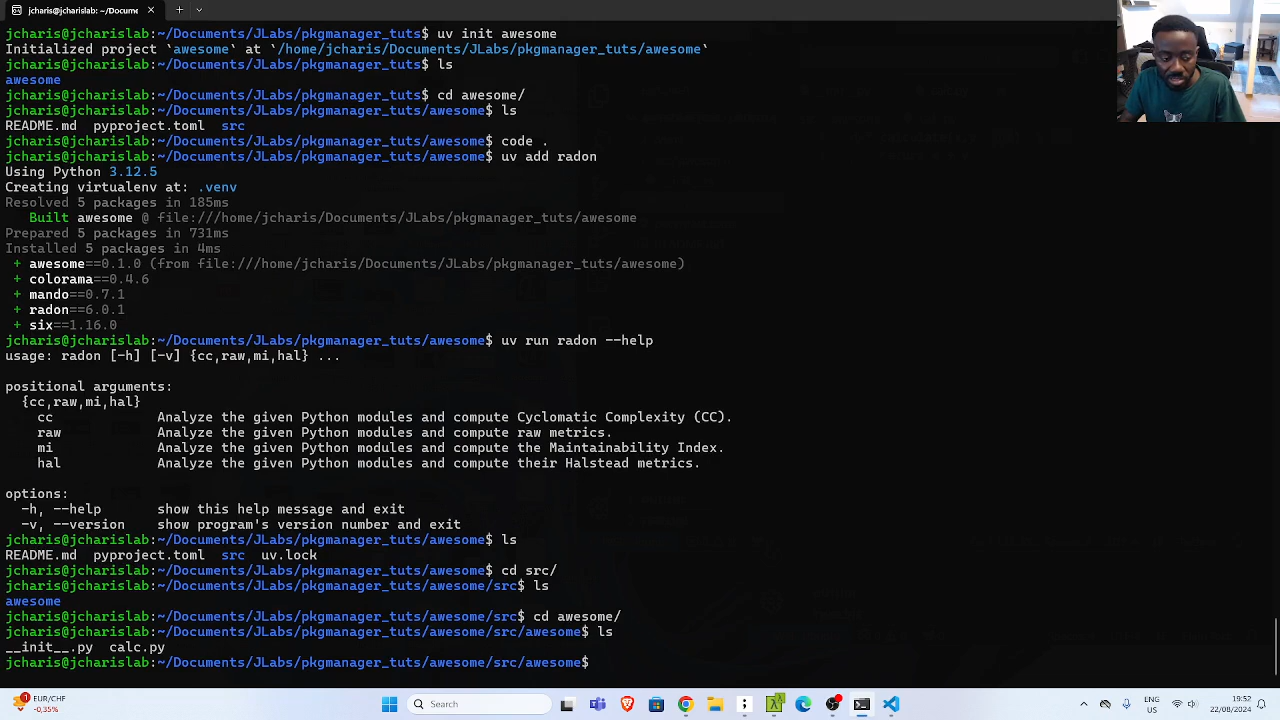 jcharis@jcharislab: ~/Docume
jcharis@jcharislab:~/Documents/JLabs/pkgmanager_tuts$ uv init awesome
Initialized project `awesome` at `/home/jcharis/Documents/JLabs/pkgmanager_tuts/awesome`
jcharis@jcharislab:~/Documents/JLabs/pkgmanager_tuts$ ls
awesome
jcharis@jcharislab:~/Documents/JLabs/pkgmanager_tuts$ cd awesome/
jcharis@jcharislab:~/Documents/JLabs/pkgmanager_tuts/awesome$ ls
README.md  pyproject.toml  src
jcharis@jcharislab:~/Documents/JLabs/pkgmanager_tuts/awesome$ code .
jcharis@jcharislab:~/Documents/JLabs/pkgmanager_tuts/awesome$ uv add radon
Using Python 3.12.5
Creating virtualenv at: .venv
Resolved 5 packages in 185ms
   Built awesome @ file:///home/jcharis/Documents/JLabs/pkgmanager_tuts/awesome
Prepared 5 packages in 731ms
Installed 5 packages in 4ms
 + awesome==0.1.0 (from file:///home/jcharis/Documents/JLabs/pkgmanager_tuts/awesome)
 + colorama==0.4.6
 + mando==0.7.1
 + radon==6.0.1
 + six==1.16.0
jcharis@jcharislab:~/Documents/JLabs/pkgmanager_tuts/awesome$ uv run radon --help
usage: radon [-h] [-v] {cc,raw,mi,hal} ...
positional arguments:
  {cc,raw,mi,hal}
    cc             Analyze the given Python modules and compute Cyclomatic Complexity (CC).
    raw            Analyze the given Python modules and compute raw metrics.
    mi             Analyze the given Python modules and compute the Maintainability Index.
    hal            Analyze the given Python modules and compute their Halstead metrics.
options:
  -h, --help       show this help message and exit
  -v, --version    show program's version number and exit
jcharis@jcharislab:~/Documents/JLabs/pkgmanager_tuts/awesome$ ls
README.md  pyproject.toml  src  uv.lock
jcharis@jcharislab:~/Documents/JLabs/pkgmanager_tuts/awesome$ cd src/
jcharis@jcharislab:~/Documents/JLabs/pkgmanager_tuts/awesome/src$ ls
awesome
jcharis@jcharislab:~/Documents/JLabs/pkgmanager_tuts/awesome/src$ cd awesome/
jcharis@jcharislab:~/Documents/JLabs/pkgmanager_tuts/awesome/src/awesome$ ls
__init__.py  calc.py
jcharis@jcharislab:~/Documents/JLabs/pkgmanager_tuts/awesome/src/awesome$
1
EUR/CHF
-0,35%
Search
ENG
US
19:52
22/08/2024